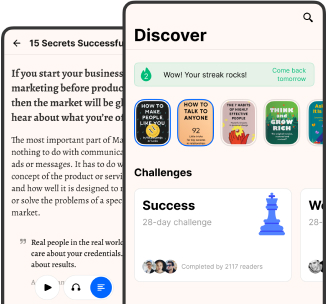 15 Secrets Successfu
If you start your business
marketing before produc
then the market will be gl
hear about what you're of
The most important part of Ma
nothing to do with communica
ads or messages. It has to do w
concept of the product or servi
and how well it is designed to r
or solve the problems of a spec
market.
" Real people in the real work
care about your credentials.
about results.
Discover
2
Wow! Your streak rocks!
Come back
tomorrow
HOW TO
MAKE
PEOPLE
LIKE YOU
HOW TO
TALK TO
ANYONE
92
THE 7 HABITS
OF HIGHLY
EFFECTIVE
PEOPLE
THINK
and
GROW
RICH
Challenges
Success
28-day challenge
Completed by 2117 readers